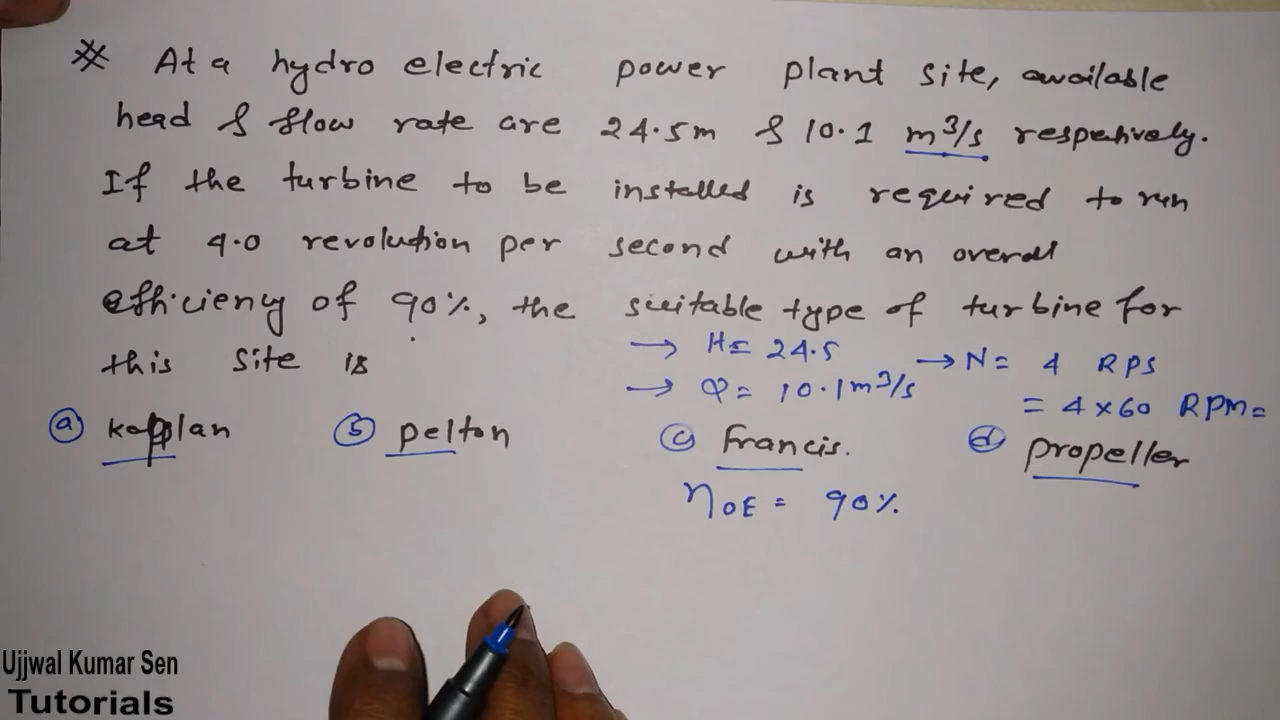 ※ At a hydro electric power plant site, available
head & flow rate are 24.5m & 10.1 m³/s respetively.
If the turbine to be installed is required to run
at 4.0 revolution per second with an overall
efficieny of 90%, the suitable type of turbine for
this site is
→ H = 24.5
→ N = 4 RPS
→ Q = 10.1 m³/s
= 4 × 60 RPM =
(a) kaplan (b) pelton (c) Francis. (d) propeller
ηOE = 90%
Ujjwal Kumar Sen
Tutorials